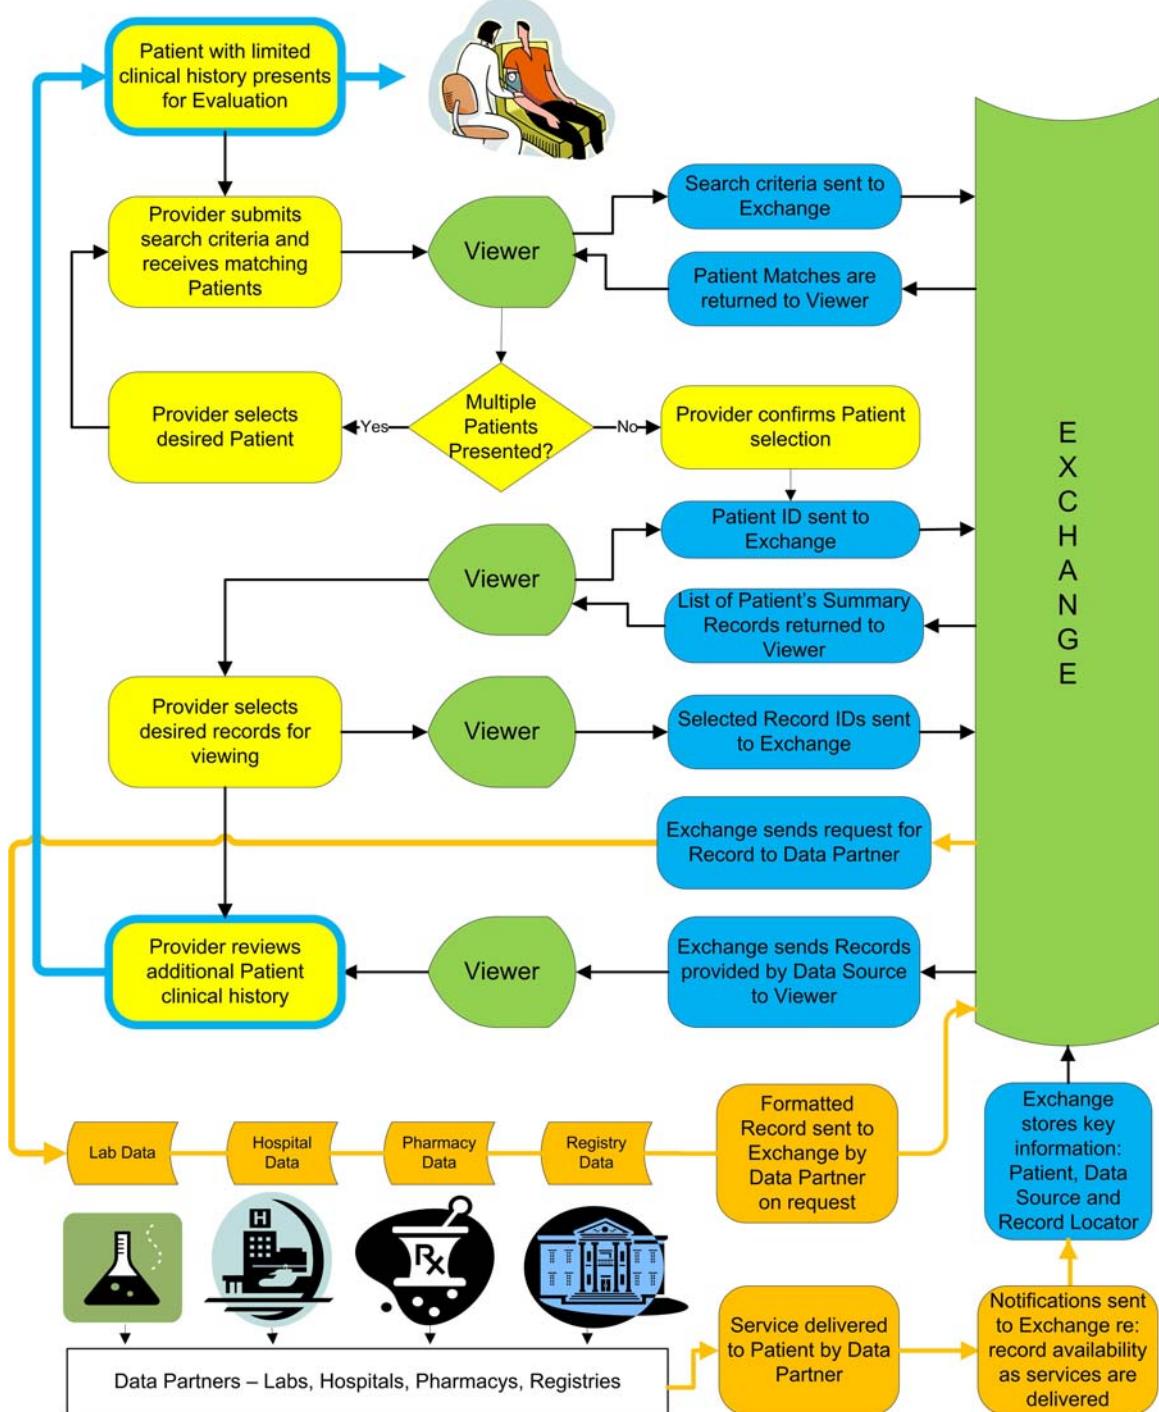 Patient with limited
clinical history presents
for Evaluation
Provider submits
search criteria and
receives matching
Patients
Viewer
Search criteria sent to
Exchange
Patient Matches are
returned to Viewer
Provider selects
desired Patient
Yes
Multiple
Patients
Presented?
No
Provider confirms Patient
selection
E
X
C
H
A
N
G
E
Viewer
Patient ID sent to
Exchange
List of Patient's Summary
Records returned to
Viewer
Provider selects
desired records for
viewing
Viewer
Selected Record IDs sent
to Exchange
Exchange sends request for
Record to Data Partner
Provider reviews
additional Patient
clinical history
Viewer
Exchange sends Records
provided by Data Source
to Viewer
Lab Data
Hospital
Data
Pharmacy
Data
Registry
Data
Formatted
Record sent to
Exchange by
Data Partner
on request
Exchange
stores key
information:
Patient, Data
Source and
Record Locator
H
Rx
Data Partners – Labs, Hospitals, Pharmacys, Registries
Service delivered
to Patient by Data
Partner
Notifications sent
to Exchange re:
record availability
as services are
delivered